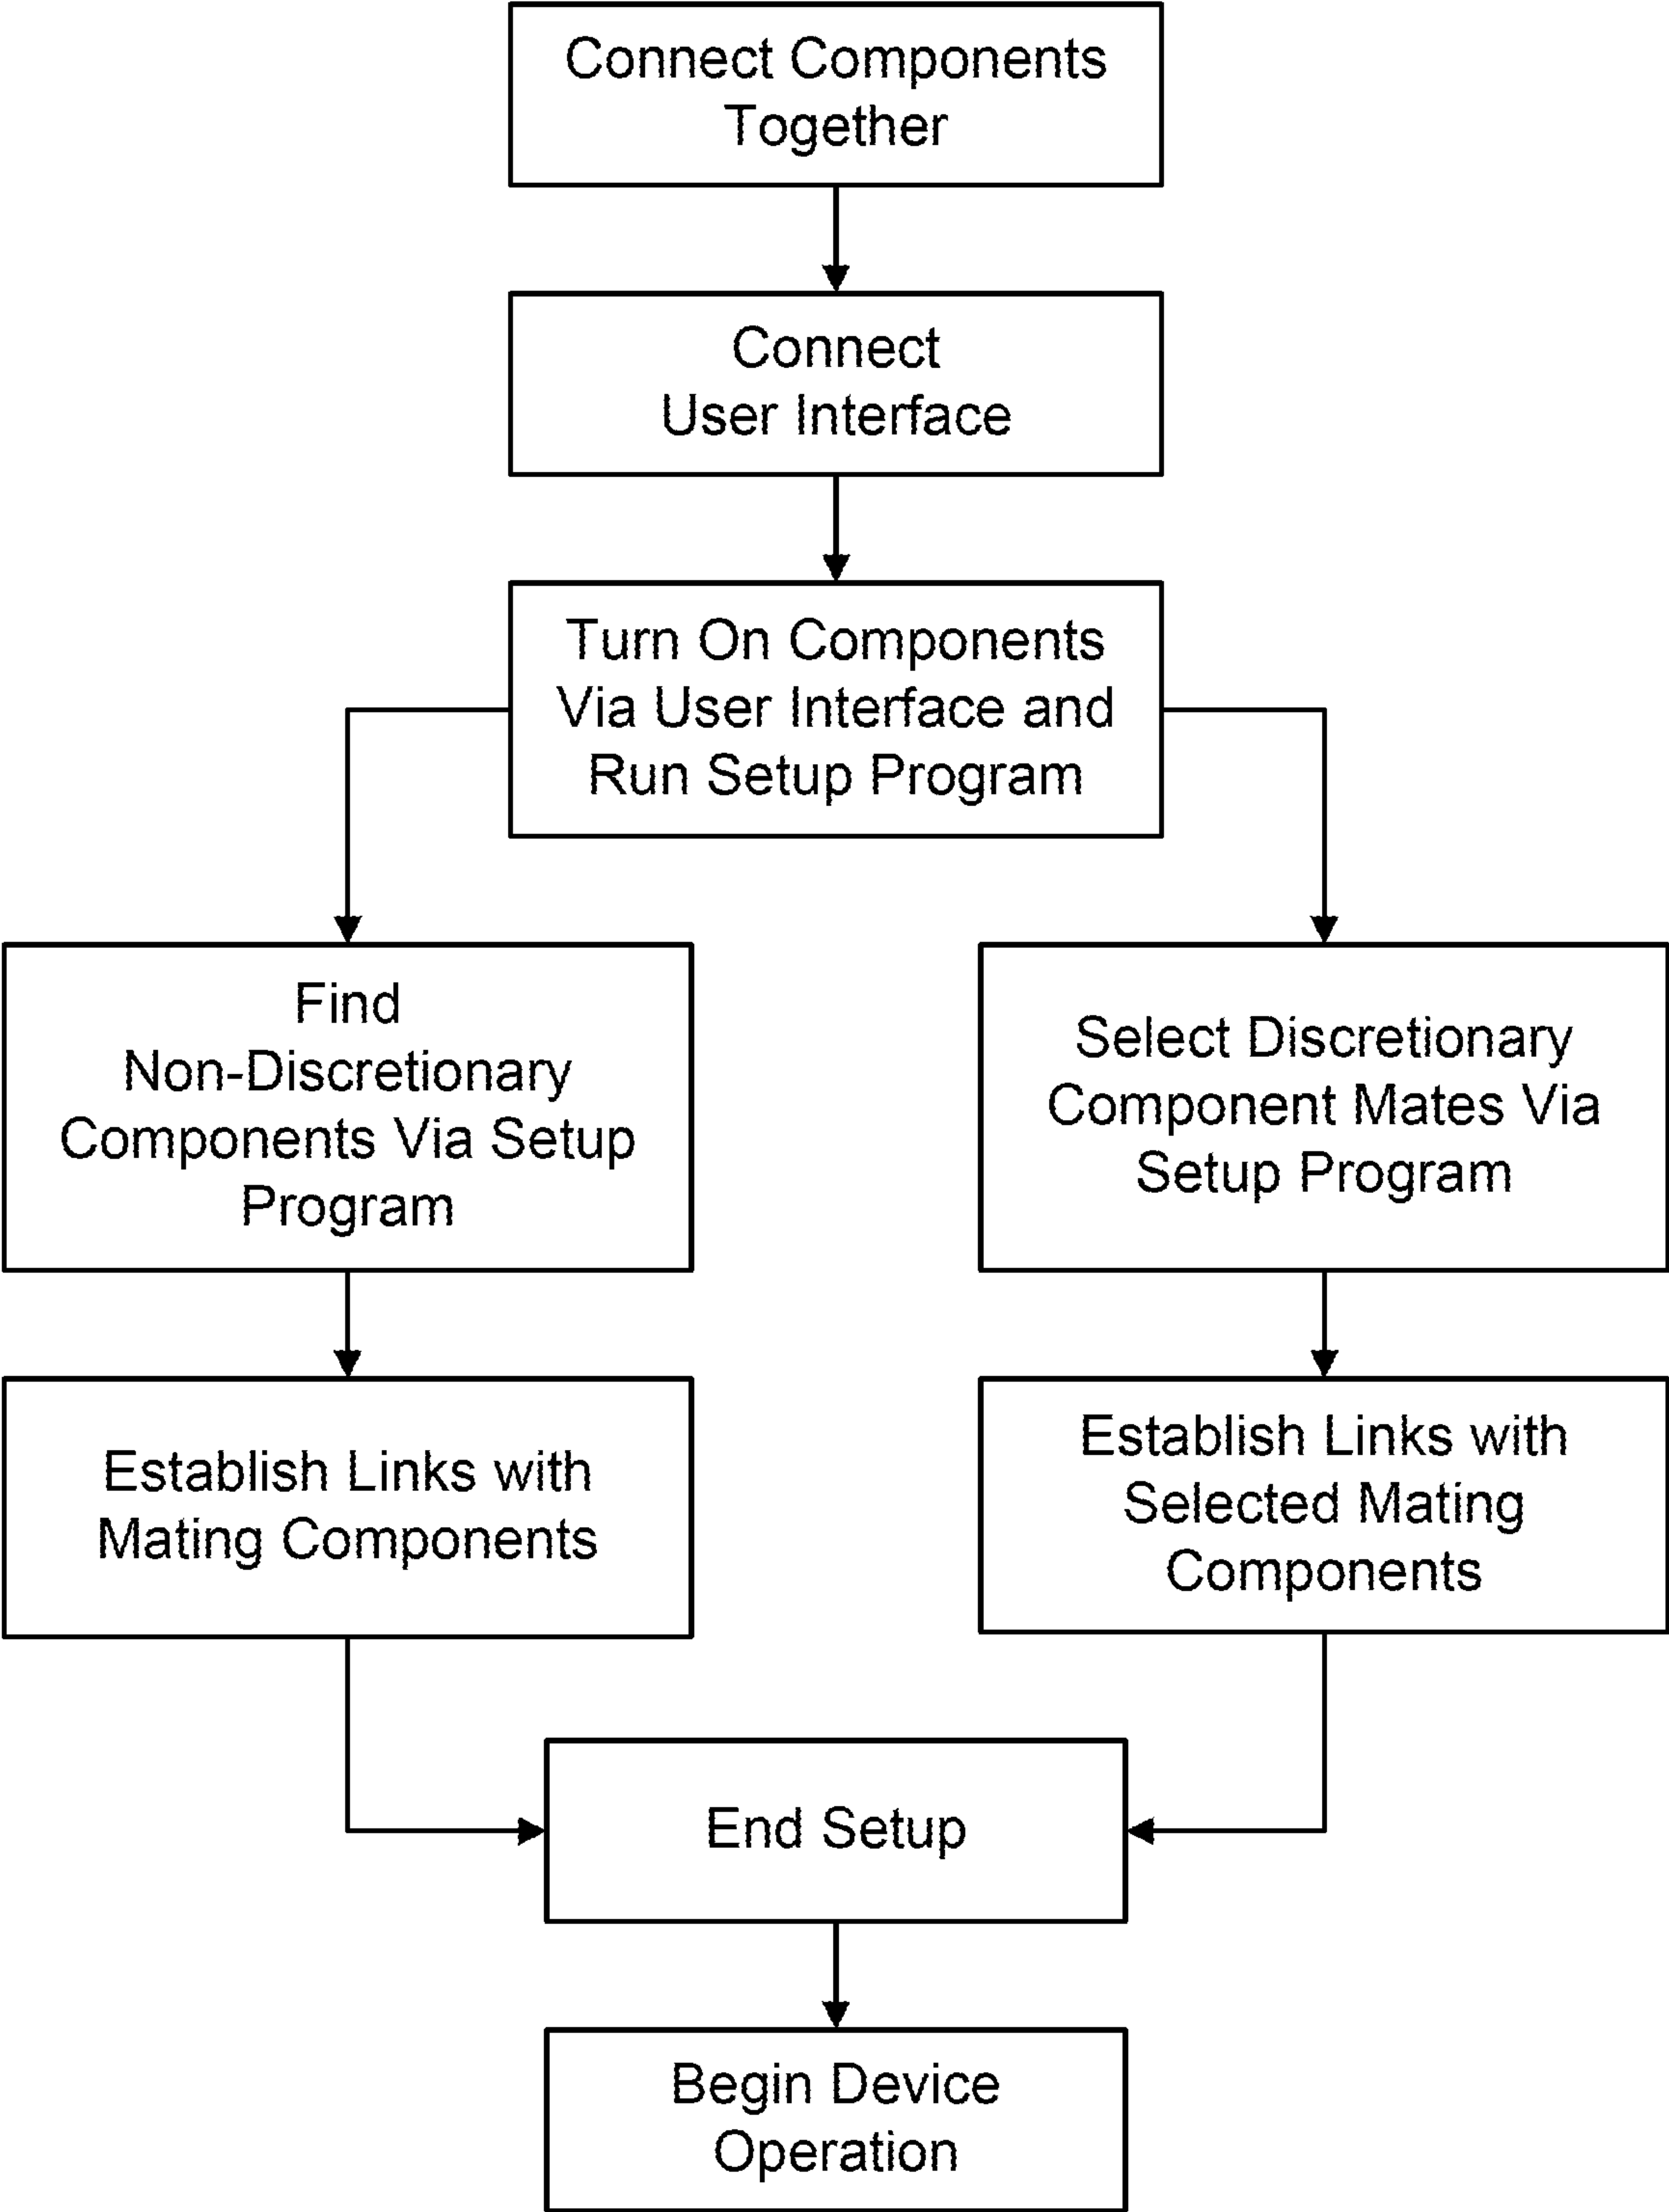 Connect Components
Together
Connect
User Interface
Turn On Components
Via User Interface and
Run Setup Program
Find
Non-Discretionary
Components Via Setup
Program
Select Discretionary
Component Mates Via
Setup Program
Establish Links with
Mating Components
Establish Links with
Selected Mating
Components
End Setup
Begin Device
Operation